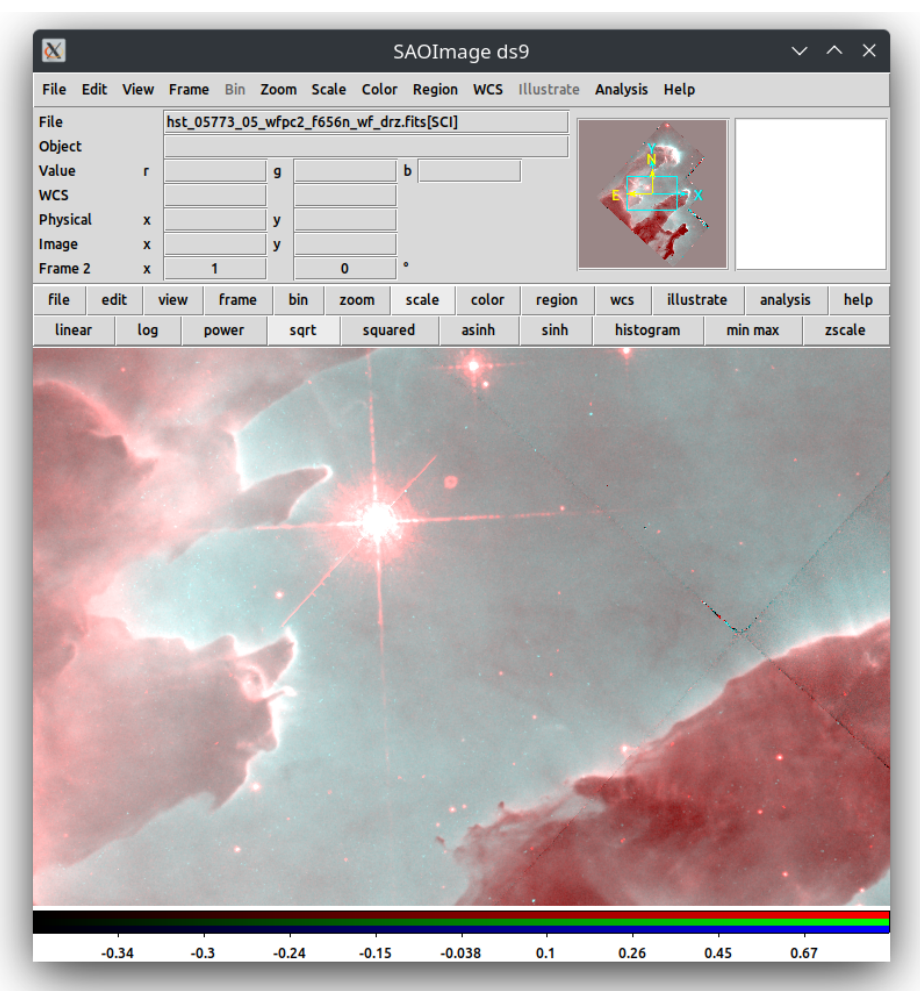 SAOImage ds9
File Edit View Frame Bin Zoom Scale Color Region WCS Illustrate Analysis Help
File hst_05773_05_wfpc2_f656n_wf_drz.fits[SCI]
Object
Value r g b
WCS
Physical x y
Image x y
Frame 2 x 1 0 °
Y
N
E
X
file edit view frame bin zoom scale color region wcs illustrate analysis help
linear log power sqrt squared asinh sinh histogram min max zscale
-0.34 -0.3 -0.24 -0.15 -0.038 0.1 0.26 0.45 0.67